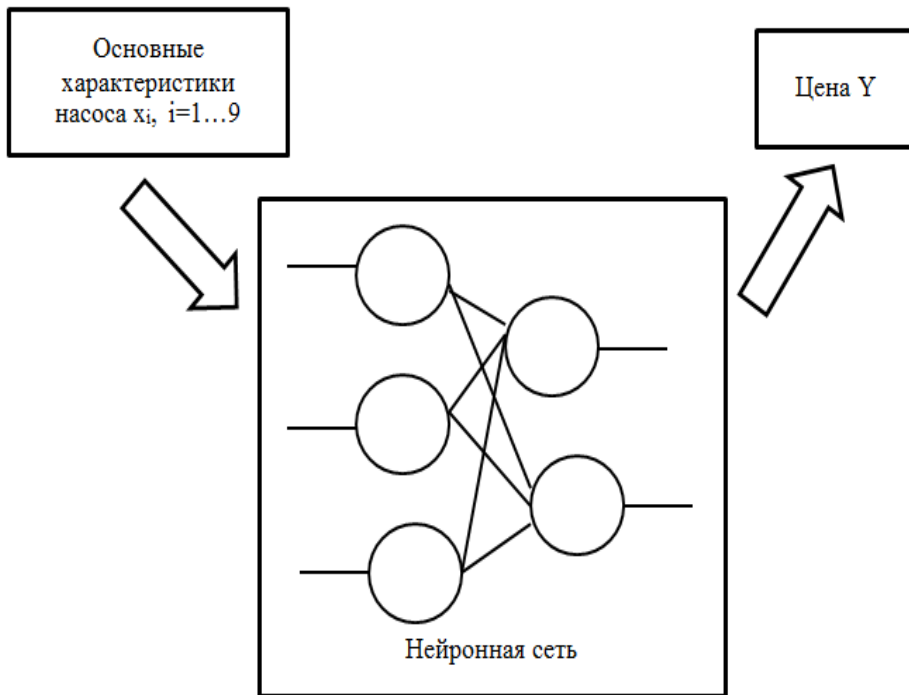 Основные
характеристики
насоса xᵢ, i=1...9
Цена Y
Нейронная сеть